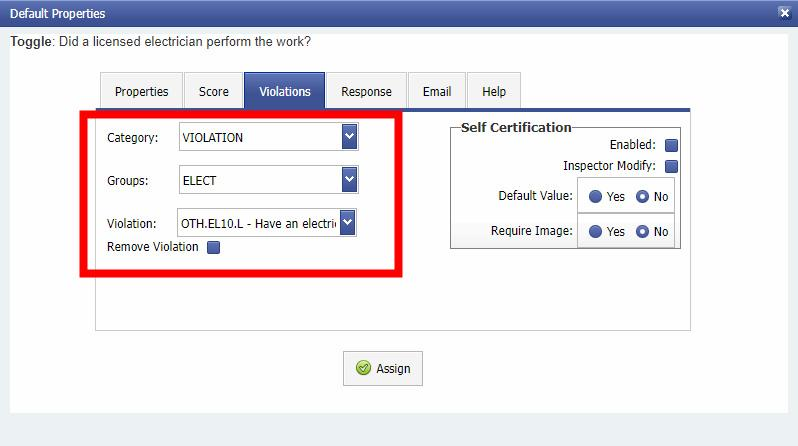 Default Properties
Toggle: Did a licensed electrician perform the work?
Properties Score Violations Response Email Help
Category: VIOLATION
Groups: ELECT
Violation: OTH.EL10.L - Have an electri
Remove Violation
Self Certification
Enabled:
Inspector Modify:
Default Value: Yes No
Require Image: Yes No
Assign